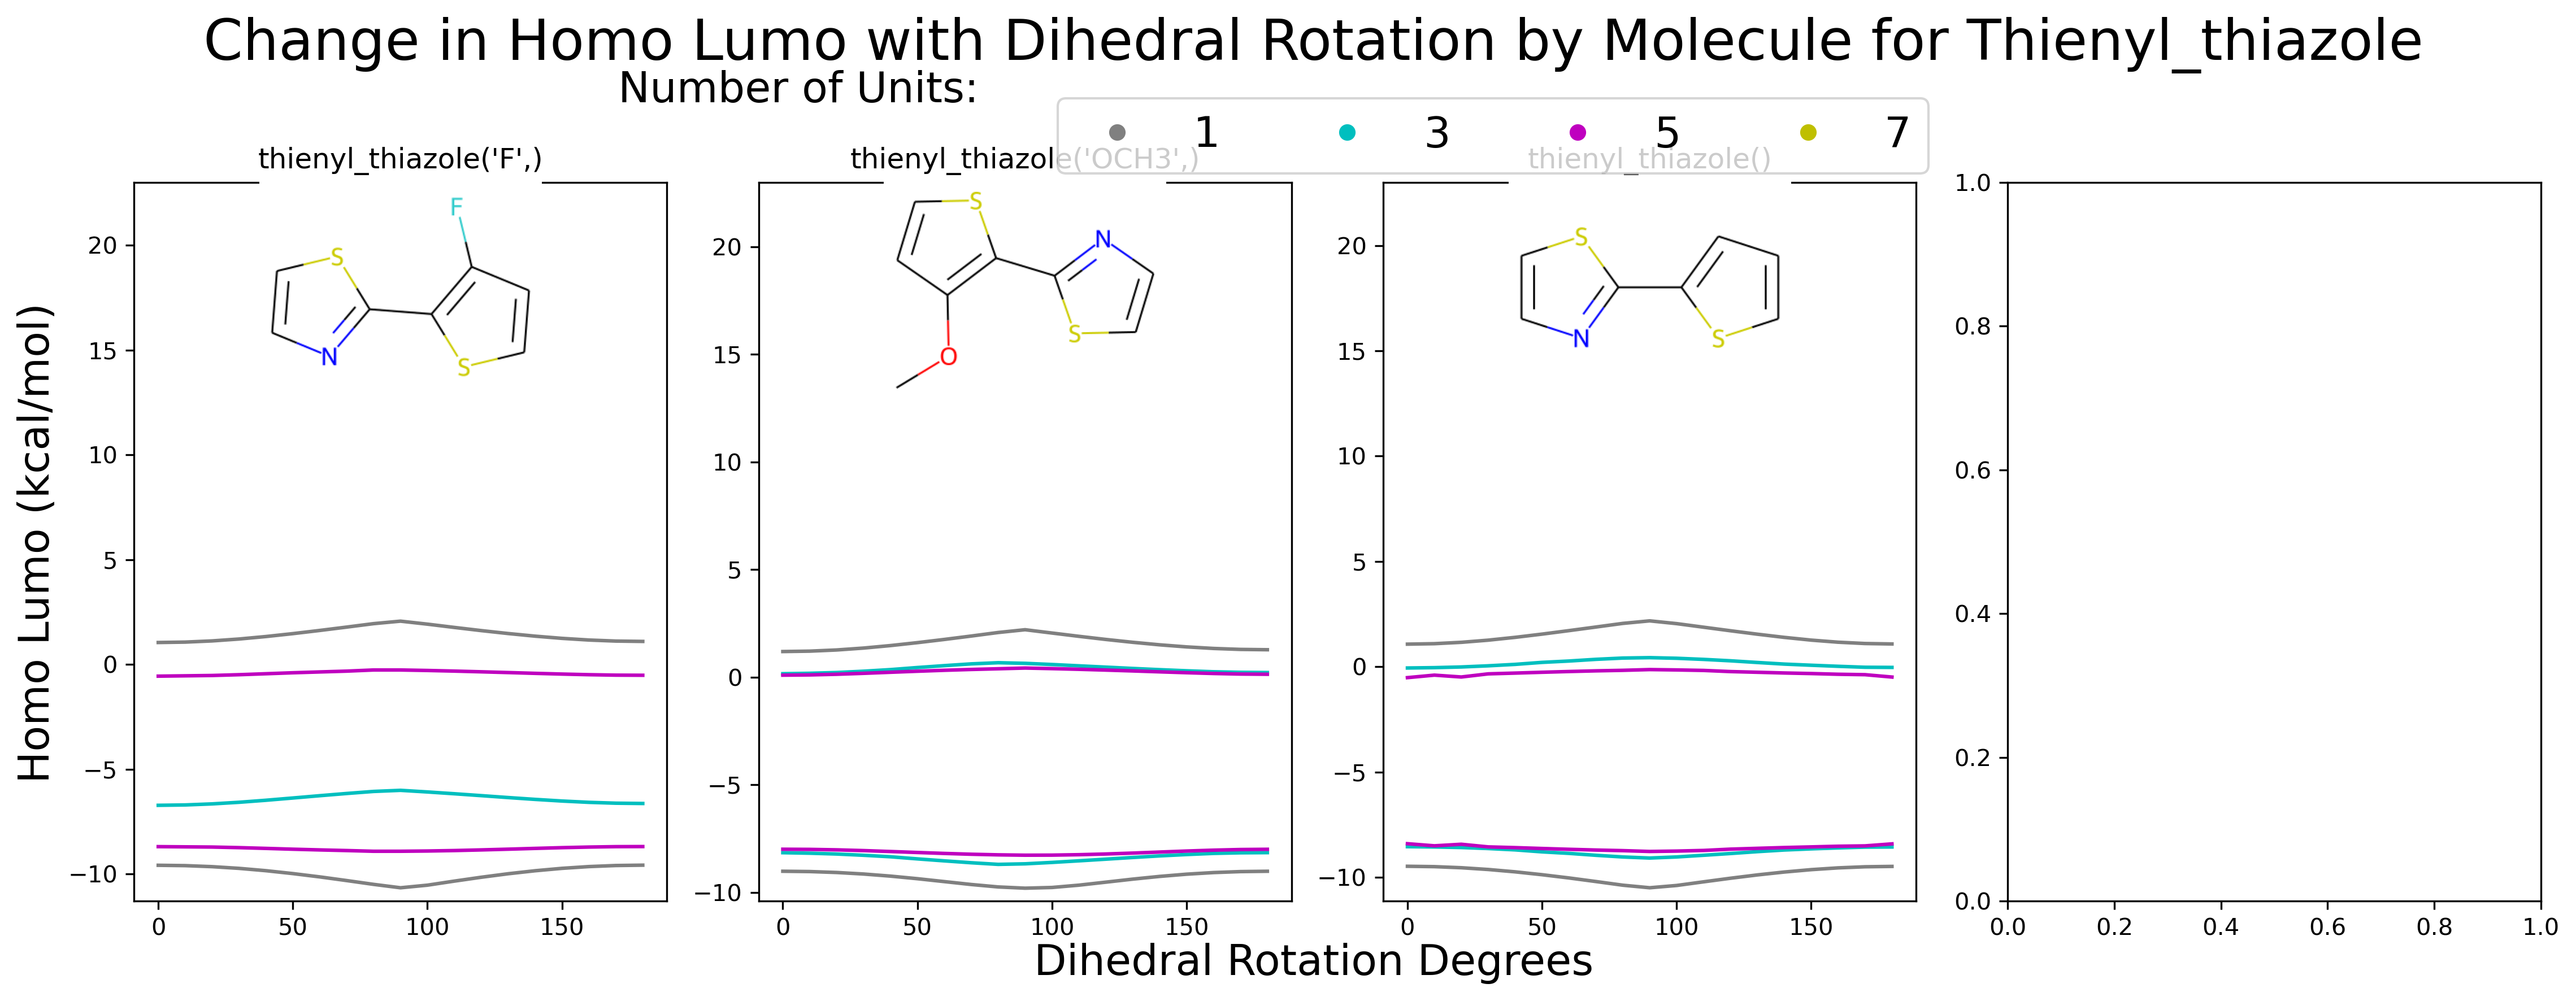 Change in Homo Lumo with Dihedral Rotation by Molecule for Thienyl_thiazole
Number of Units:
1 3 5 7
thienyl_thiazole('F',)
thienyl_thiazole('OCH3',)
thienyl_thiazole()
Homo Lumo (kcal/mol)
20
15
10
5
0
−5
−10
0 50 100 150
F
S
N
S
20
15
10
5
0
−5
−10
0 50 100 150
S
N
S
O
20
15
10
5
0
−5
−10
0 50 100 150
S
N
S
1.0
0.8
0.6
0.4
0.2
0.0
0.0 0.2 0.4 0.6 0.8 1.0
Dihedral Rotation Degrees